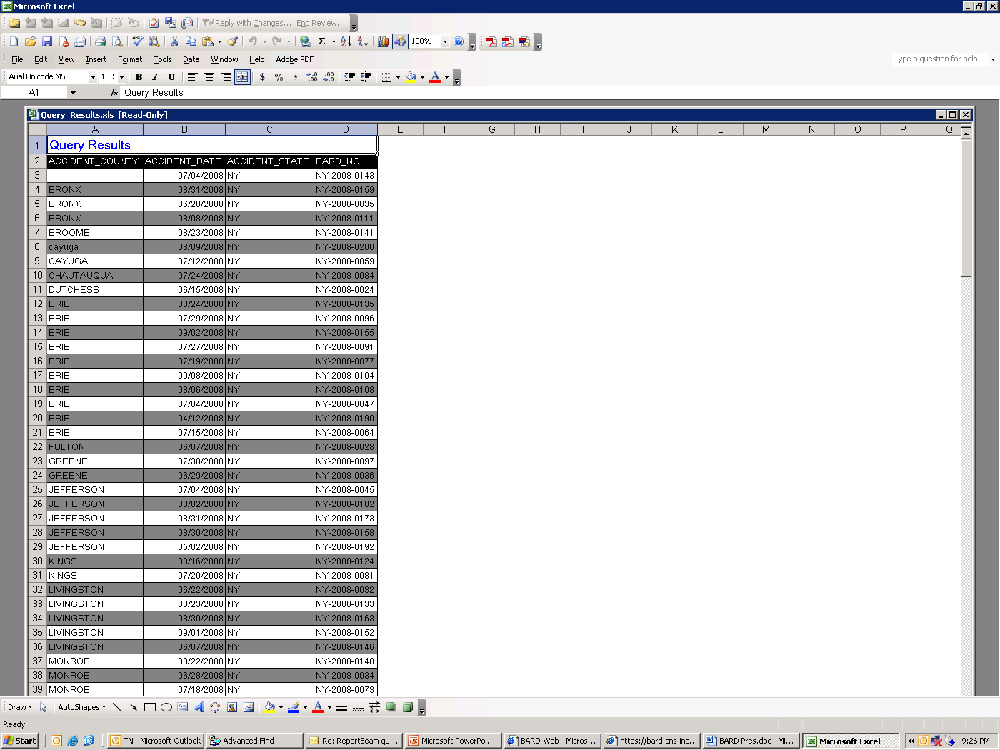 Microsoft Excel
Reply with Changes... End Review...
100%
File Edit View Insert Format Tools Data Window Help Adobe PDF
Type a question for help
Arial Unicode MS 13.5 B I U $ % ,
A1 fx Query Results
Query_Results.xls [Read-Only]
A B C D E F G H I J K L M N O P Q
1 Query Results
2 ACCIDENT_COUNTY ACCIDENT_DATE ACCIDENT_STATE BARD_NO
3 07/04/2008 NY NY-2008-0143
4 BRONX 08/31/2008 NY NY-2008-0159
5 BRONX 06/28/2008 NY NY-2008-0035
6 BRONX 08/08/2008 NY NY-2008-0111
7 BROOME 08/23/2008 NY NY-2008-0141
8 cayuga 08/09/2008 NY NY-2008-0200
9 CAYUGA 07/12/2008 NY NY-2008-0059
10 CHAUTAUQUA 07/24/2008 NY NY-2008-0084
11 DUTCHESS 06/15/2008 NY NY-2008-0024
12 ERIE 08/24/2008 NY NY-2008-0135
13 ERIE 07/29/2008 NY NY-2008-0096
14 ERIE 09/02/2008 NY NY-2008-0155
15 ERIE 07/27/2008 NY NY-2008-0091
16 ERIE 07/19/2008 NY NY-2008-0077
17 ERIE 09/08/2008 NY NY-2008-0104
18 ERIE 08/06/2008 NY NY-2008-0108
19 ERIE 07/04/2008 NY NY-2008-0047
20 ERIE 04/12/2008 NY NY-2008-0190
21 ERIE 07/15/2008 NY NY-2008-0064
22 FULTON 06/07/2008 NY NY-2008-0028
23 GREENE 07/30/2008 NY NY-2008-0097
24 GREENE 06/29/2008 NY NY-2008-0036
25 JEFFERSON 07/04/2008 NY NY-2008-0045
26 JEFFERSON 08/02/2008 NY NY-2008-0102
27 JEFFERSON 08/31/2008 NY NY-2008-0173
28 JEFFERSON 08/30/2008 NY NY-2008-0158
29 JEFFERSON 05/02/2008 NY NY-2008-0192
30 KINGS 08/16/2008 NY NY-2008-0124
31 KINGS 07/20/2008 NY NY-2008-0081
32 LIVINGSTON 06/22/2008 NY NY-2008-0032
33 LIVINGSTON 08/23/2008 NY NY-2008-0133
34 LIVINGSTON 08/30/2008 NY NY-2008-0163
35 LIVINGSTON 09/01/2008 NY NY-2008-0152
36 LIVINGSTON 06/07/2008 NY NY-2008-0146
37 MONROE 08/22/2008 NY NY-2008-0148
38 MONROE 06/28/2008 NY NY-2008-0034
39 MONROE 07/18/2008 NY NY-2008-0073
Draw AutoShapes
Ready
Start TN - Microsoft Outlook Advanced Find Re: ReportBeam qu... Microsoft PowerPoi... BARD-Web - Micros... https://bard.cns-inc... BARD Pres.doc - Mi... Microsoft Excel « 9:26 PM